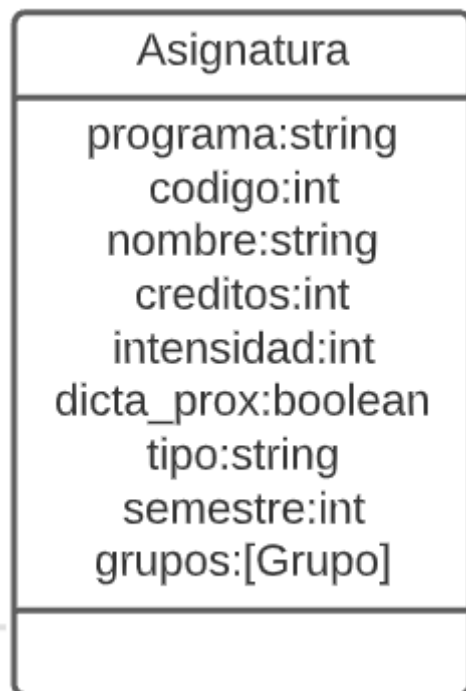 Asignatura
programa:string
codigo:int
nombre:string
creditos:int
intensidad:int
dicta_prox:boolean
tipo:string
semestre:int
grupos:[Grupo]